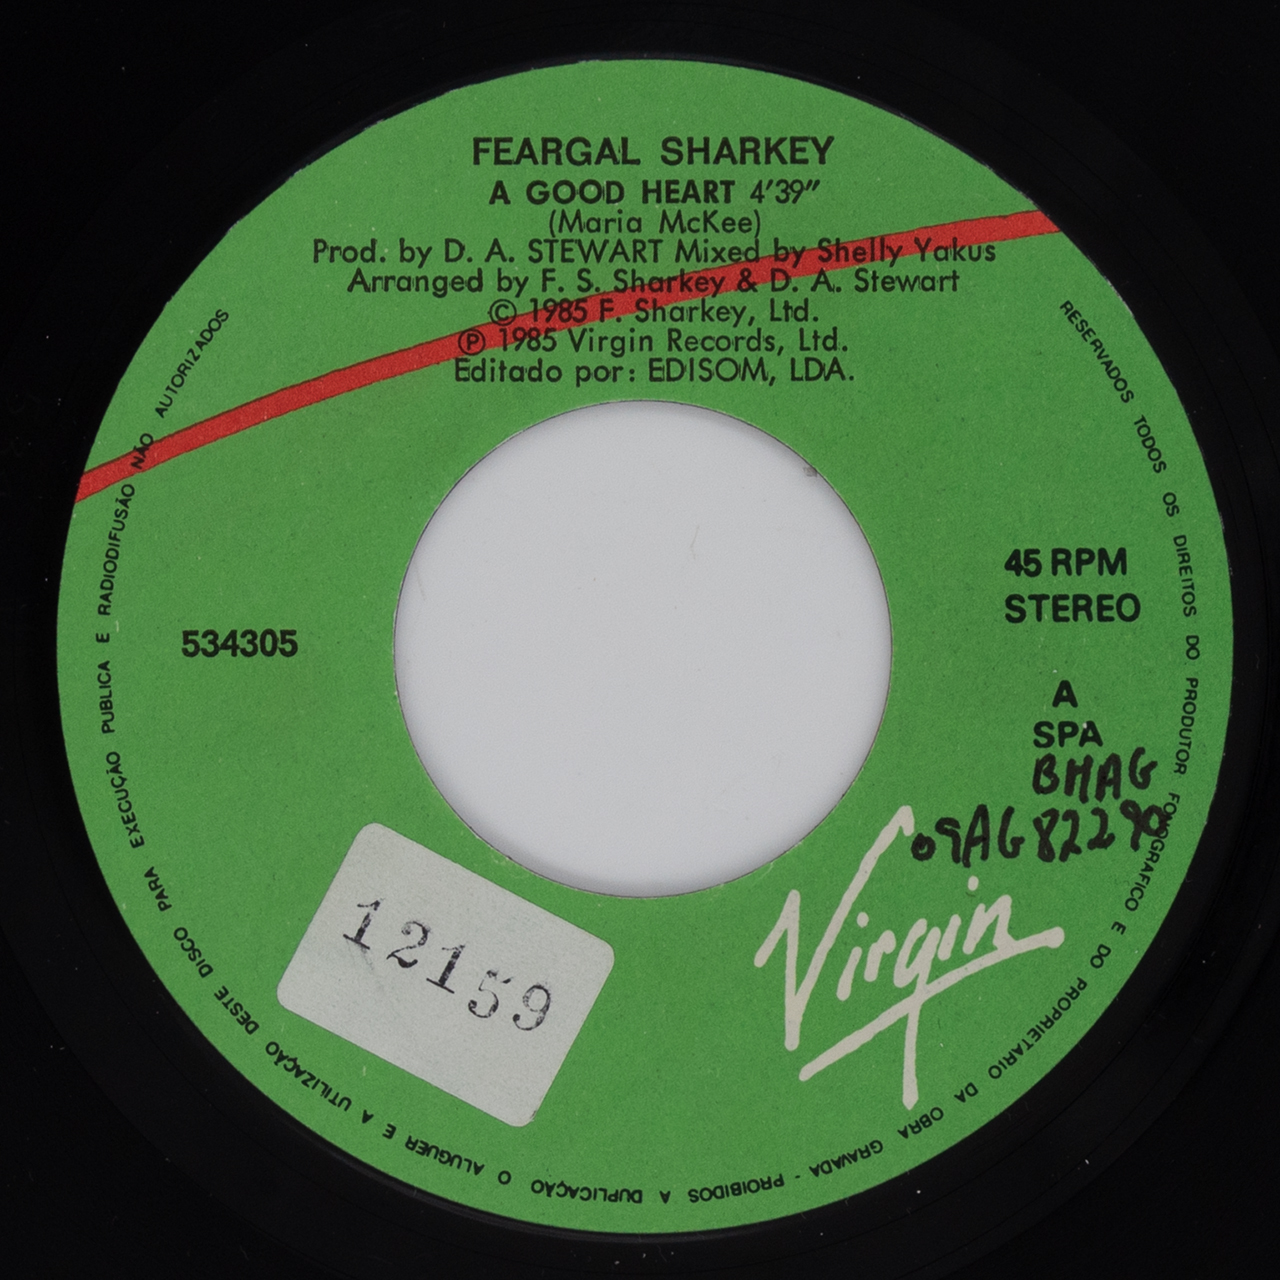 FEARGAL SHARKEY
A GOOD HEART 4'39"
(Maria McKee)
Prod. by D. A. STEWART Mixed by Shelly Yakus
Arranged by F. S. Sharkey & D. A. Stewart
© 1985 F. Sharkey, Ltd.
℗ 1985 Virgin Records, Ltd.
Editado por: EDISOM, LDA.
534305
45 RPM
STEREO
A
SPA
BMAG
09AG82290
Virgin
12159
RESERVADOS TODOS OS DIREITOS DO PRODUTOR FONOGRAFICO E DO PROPRIETARIO DA OBRA GRAVADA - PROIBIDOS A DUPLICAÇÃO O ALUGUER E A UTILIZAÇÃO DESTE DISCO PARA EXECUÇÃO PUBLICA E RADIODIFUSÃO NÃO AUTORIZADOS